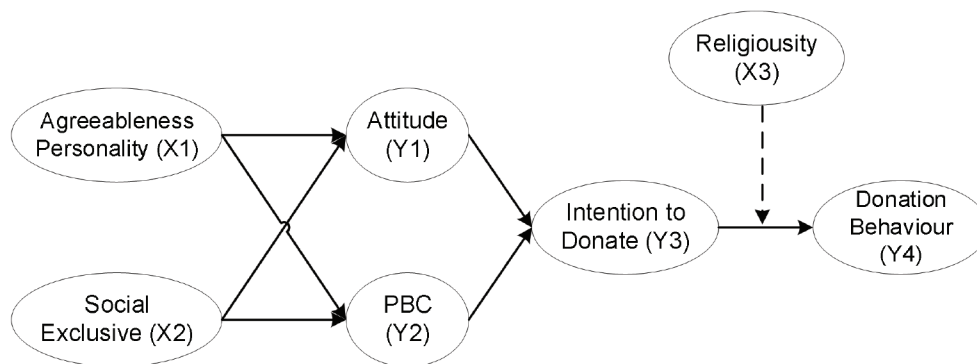 Religiousity
(X3)
Agreeableness
Personality (X1)
Attitude
(Y1)
Intention to
Donate (Y3)
Donation
Behaviour
(Y4)
Social
Exclusive (X2)
PBC
(Y2)